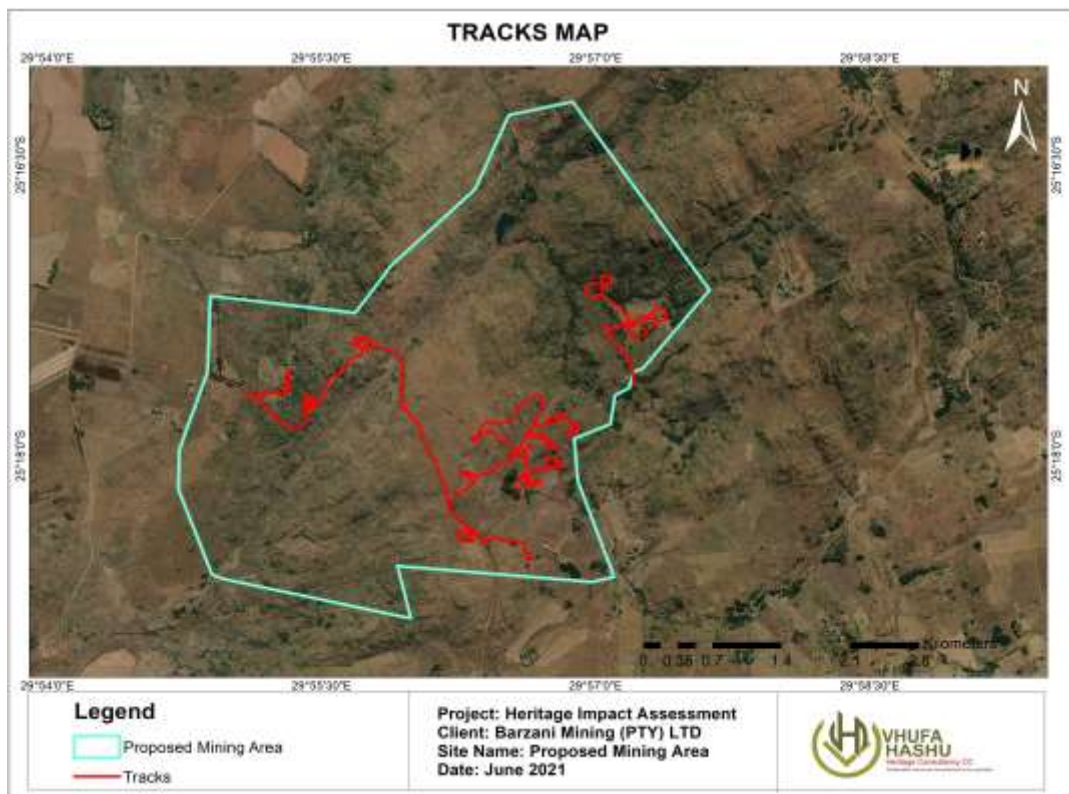 TRACKS MAP
29°54'0"E 29°55'30"E 29°57'0"E 29°58'30"E
N
25°16'30"S 25°16'30"S
25°18'0"S 25°18'0"S
Kilometers
0 0.35 0.7 1.4 2.1 2.8
29°54'0"E 29°55'30"E 29°57'0"E 29°58'30"E
Legend
Proposed Mining Area
Tracks
Project: Heritage Impact Assessment
Client: Barzani Mining (PTY) LTD
Site Name: Proposed Mining Area
Date: June 2021
VHUFA
HASHU
Heritage Consultancy CC